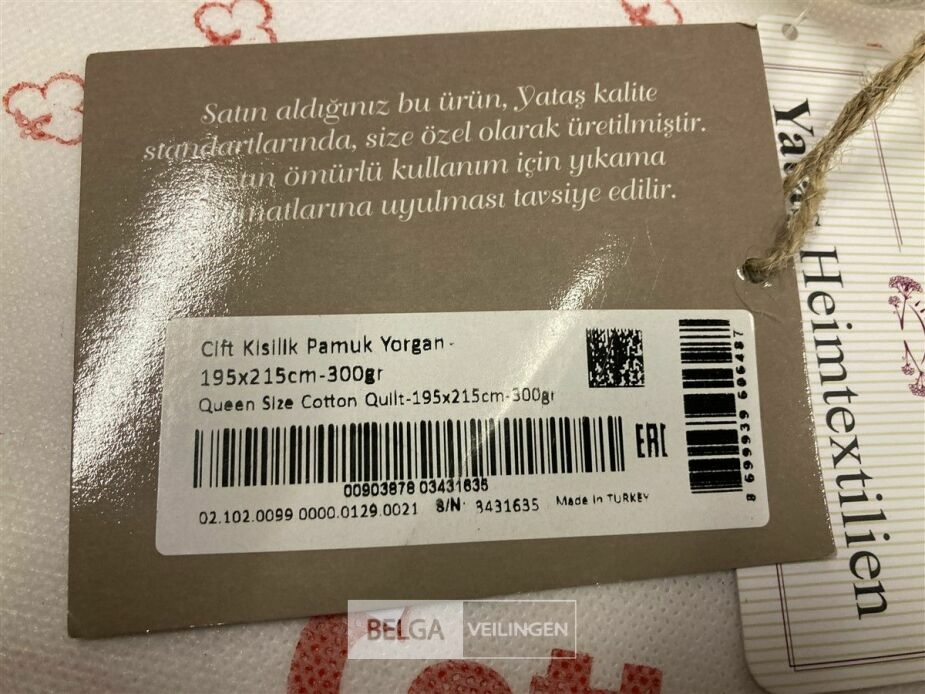 Satın aldığınız bu ürün, Yataş kalite
standartlarında, size özel olarak üretilmiştir.
ömürlü kullanım için yıkama
uyulması tavsiye edilir.
Cift Kisilik Pamuk Yorgan -
195x215cm-300gr
Queen Size Cotton Quilt-195x215cm-300gr
EAC
00903878 03431635
02.102.0099 0000.0129.0021 S/N: 3431635 Made in TURKEY
8 699939 606487
Heimtextilien
BELGA VEILINGEN